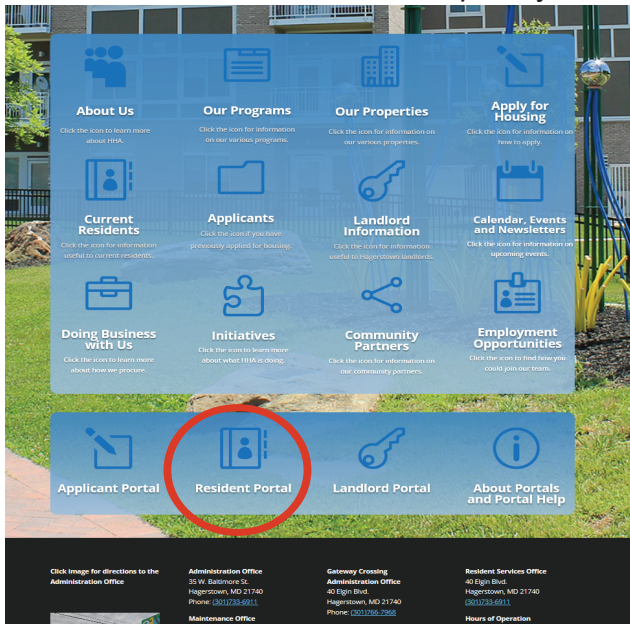 About Us
Click the icon to learn more
about HHA.
Our Programs
Click the icon for information
on our various programs.
Our Properties
Click the icon for information on
our various properties.
Apply for
Housing
Click the icon for information on
how to apply.
Current
Residents
Click the icon for information
useful to current residents.
Applicants
Click the icon if you have
previously applied for housing.
Landlord
Information
Click the icon for information
useful to Hagerstown landlords.
Calendar, Events
and Newsletters
Click the icon for information on
upcoming events.
Doing Business
with Us
Click the icon to learn more
about how we procure.
Initiatives
Click the icon to learn more
about what HHA is doing.
Community
Partners
Click the icon for information on
our community partners.
Employment
Opportunities
Click the icon to find how you
could join our team.
Applicant Portal
Resident Portal
Landlord Portal
About Portals
and Portal Help
Click image for directions to the
Administration Office
Administration Office
35 W. Baltimore St.
Hagerstown, MD 21740
Phone: (301)733-6911
Maintenance Office
Gateway Crossing
Administration Office
40 Elgin Blvd.
Hagerstown, MD 21740
Phone: (301)766-7968
Resident Services Office
40 Elgin Blvd.
Hagerstown, MD 21740
(301)733-6911
Hours of Operation